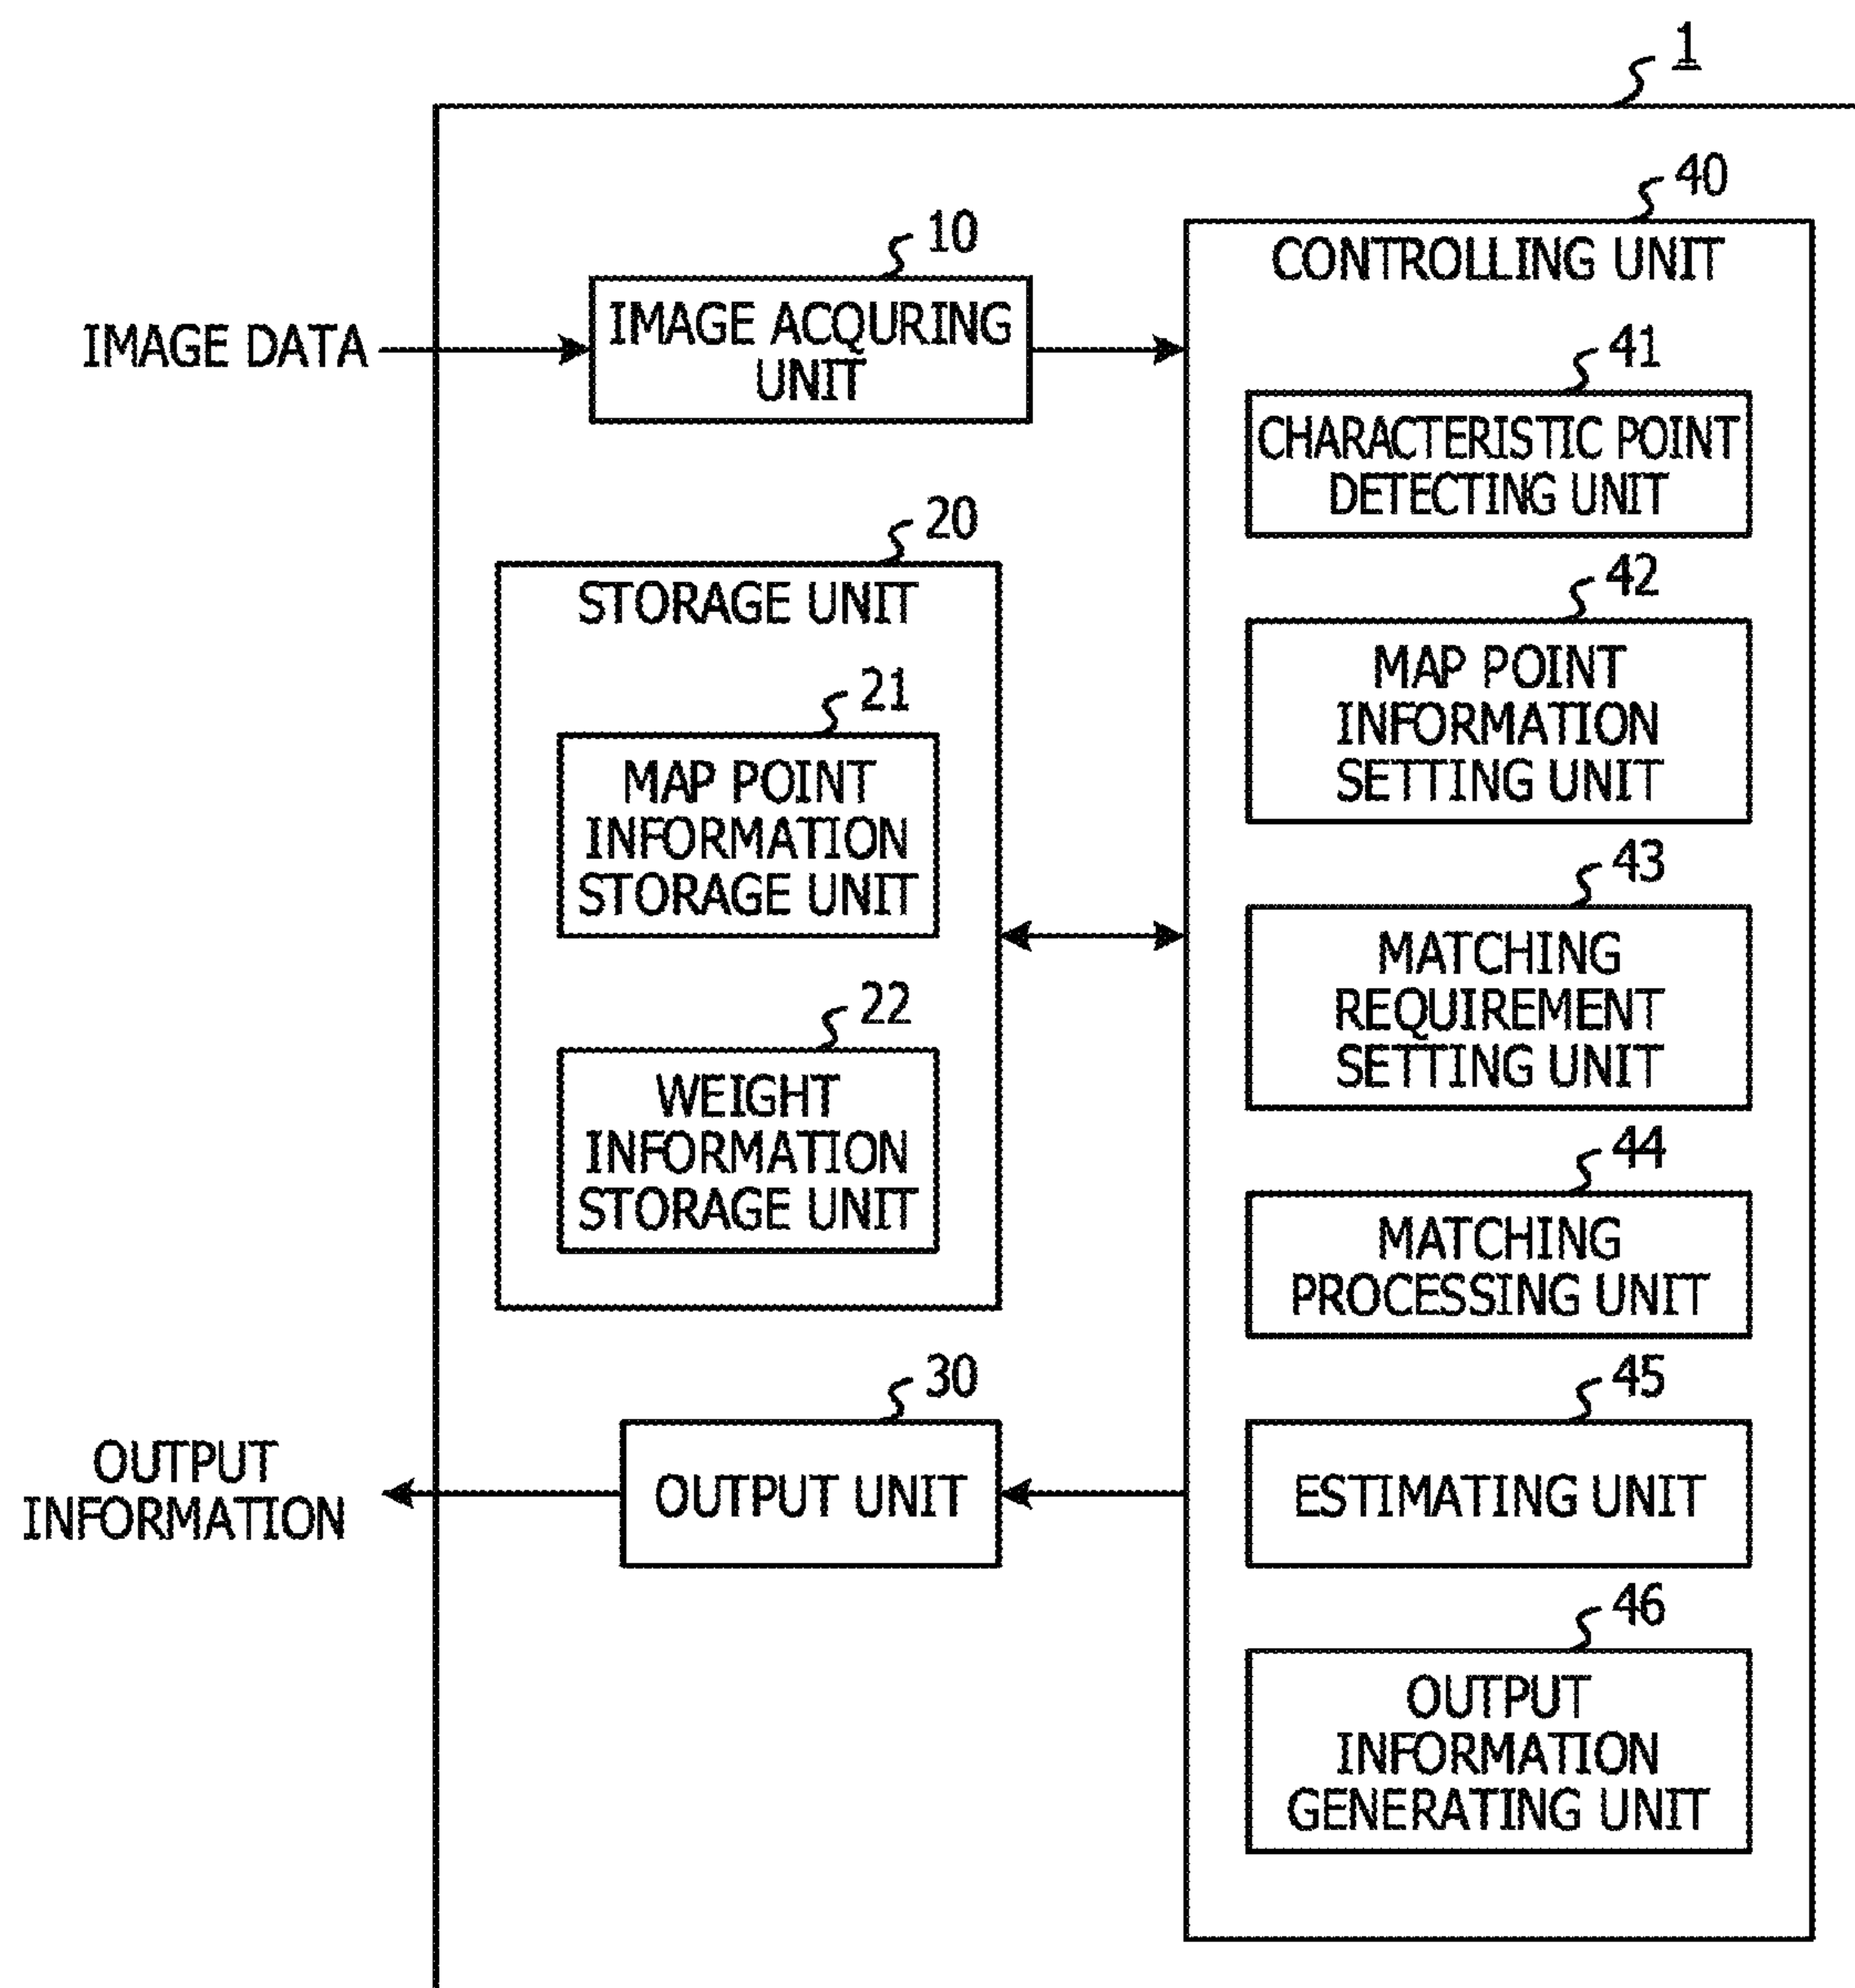 1
40
CONTROLLING UNIT
10
IMAGE ACQURING
UNIT
IMAGE DATA
41
CHARACTERISTIC POINT
DETECTING UNIT
20
STORAGE UNIT
42
MAP POINT
INFORMATION
SETTING UNIT
21
MAP POINT
INFORMATION
STORAGE UNIT
43
MATCHING
REQUIREMENT
SETTING UNIT
22
WEIGHT
INFORMATION
STORAGE UNIT
44
MATCHING
PROCESSING UNIT
30
OUTPUT UNIT
OUTPUT
INFORMATION
45
ESTIMATING UNIT
46
OUTPUT
INFORMATION
GENERATING UNIT